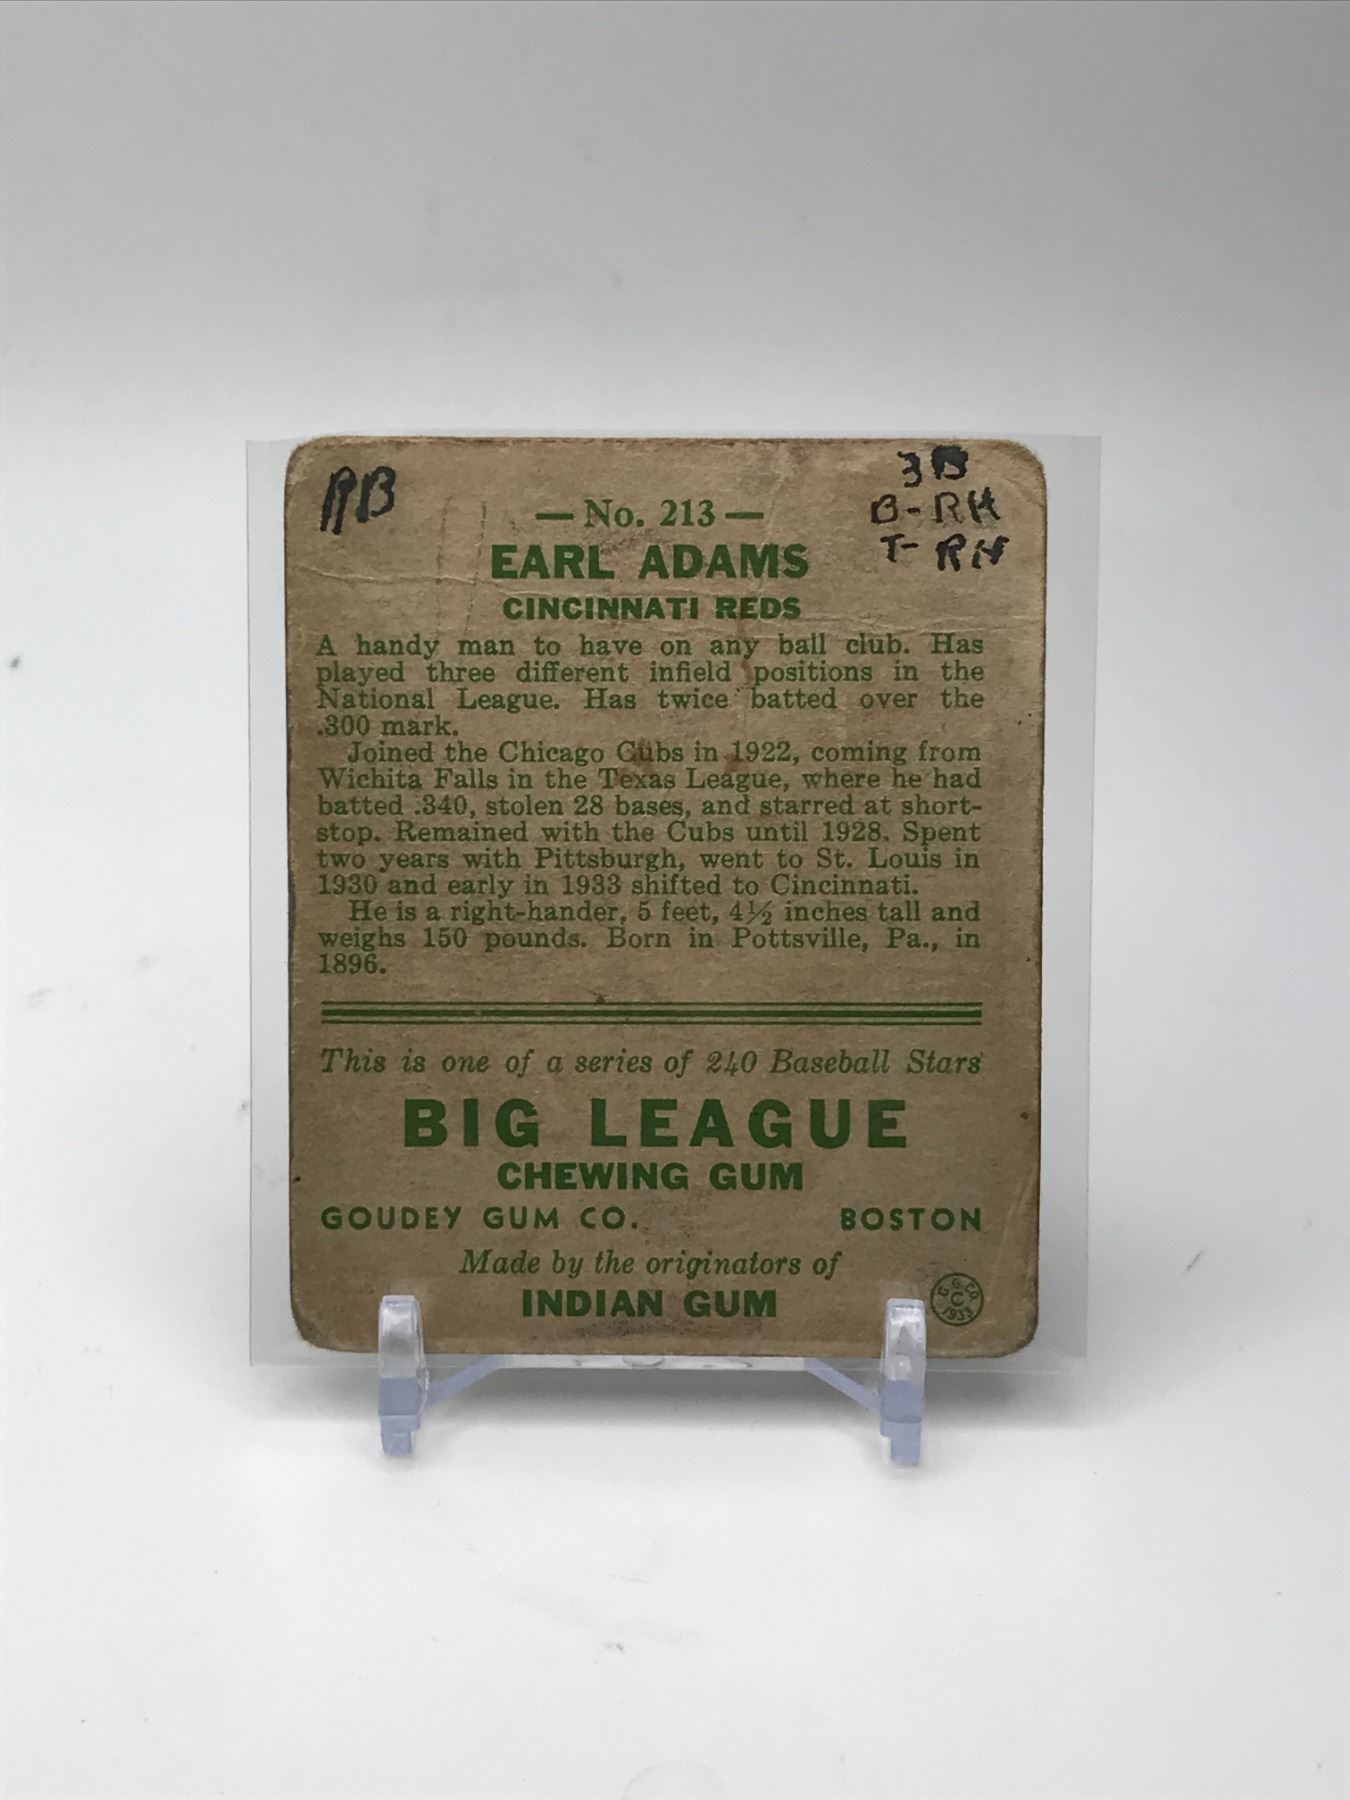 RB
3B
B-RH
T-RH
— No. 213 —
EARL ADAMS
CINCINNATI REDS
A handy man to have on any ball club. Has
played three different infield positions in the
National League. Has twice batted over the
.300 mark.
Joined the Chicago Cubs in 1922, coming from
Wichita Falls in the Texas League, where he had
batted .340, stolen 28 bases, and starred at short-
stop. Remained with the Cubs until 1928. Spent
two years with Pittsburgh, went to St. Louis in
1930 and early in 1933 shifted to Cincinnati.
He is a right-hander, 5 feet, 4½ inches tall and
weighs 150 pounds. Born in Pottsville, Pa., in
1896.
This is one of a series of 240 Baseball Stars
BIG LEAGUE
CHEWING GUM
GOUDEY GUM CO. BOSTON
Made by the originators of
INDIAN GUM
G.G.CO.
C
1933